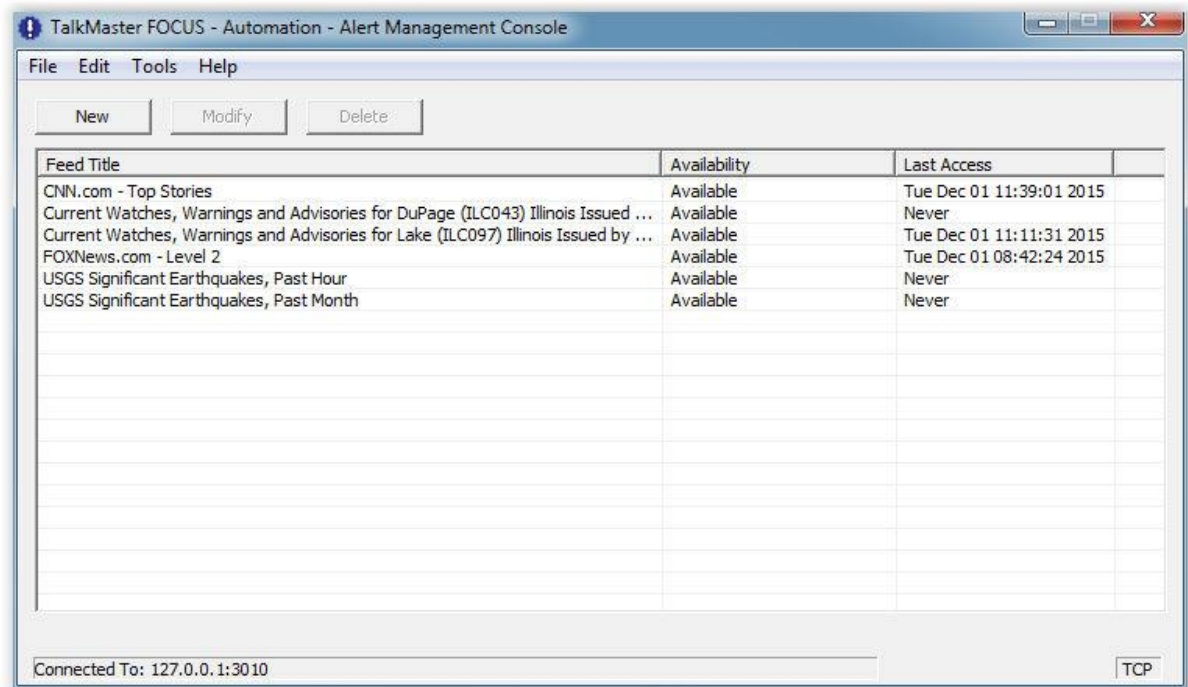 TalkMaster FOCUS - Automation - Alert Management Console
File Edit Tools Help
New Modify Delete
Feed Title Availability Last Access
CNN.com - Top Stories Available Tue Dec 01 11:39:01 2015
Current Watches, Warnings and Advisories for DuPage (ILC043) Illinois Issued ... Available Never
Current Watches, Warnings and Advisories for Lake (ILC097) Illinois Issued by ... Available Tue Dec 01 11:11:31 2015
FOXNews.com - Level 2 Available Tue Dec 01 08:42:24 2015
USGS Significant Earthquakes, Past Hour Available Never
USGS Significant Earthquakes, Past Month Available Never
Connected To: 127.0.0.1:3010 TCP